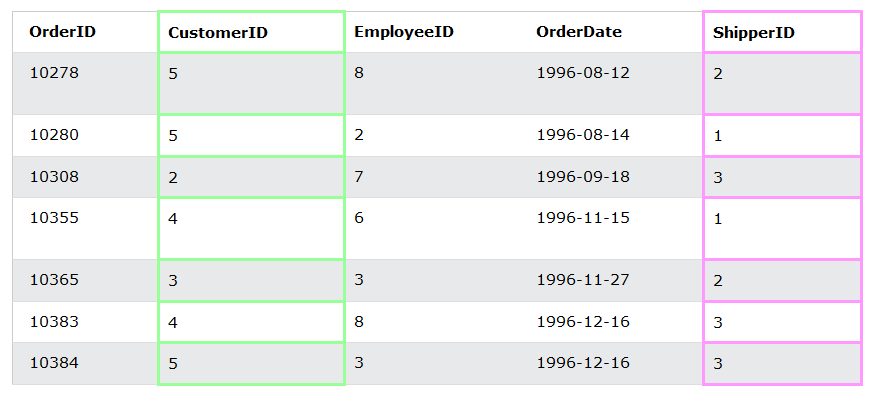 OrderID CustomerID EmployeeID OrderDate ShipperID
10278 5 8 1996-08-12 2
10280 5 2 1996-08-14 1
10308 2 7 1996-09-18 3
10355 4 6 1996-11-15 1
10365 3 3 1996-11-27 2
10383 4 8 1996-12-16 3
10384 5 3 1996-12-16 3